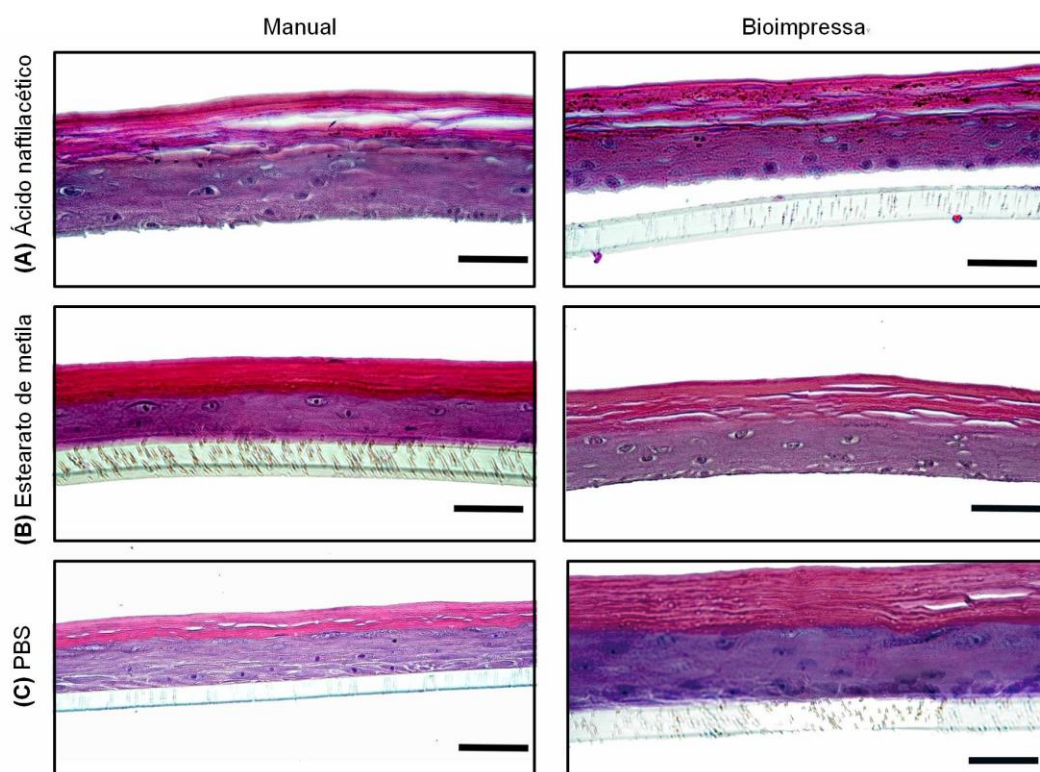 Manual
Bioimpressa
(A) Ácido naftilacético
(B) Estearato de metila
(C) PBS